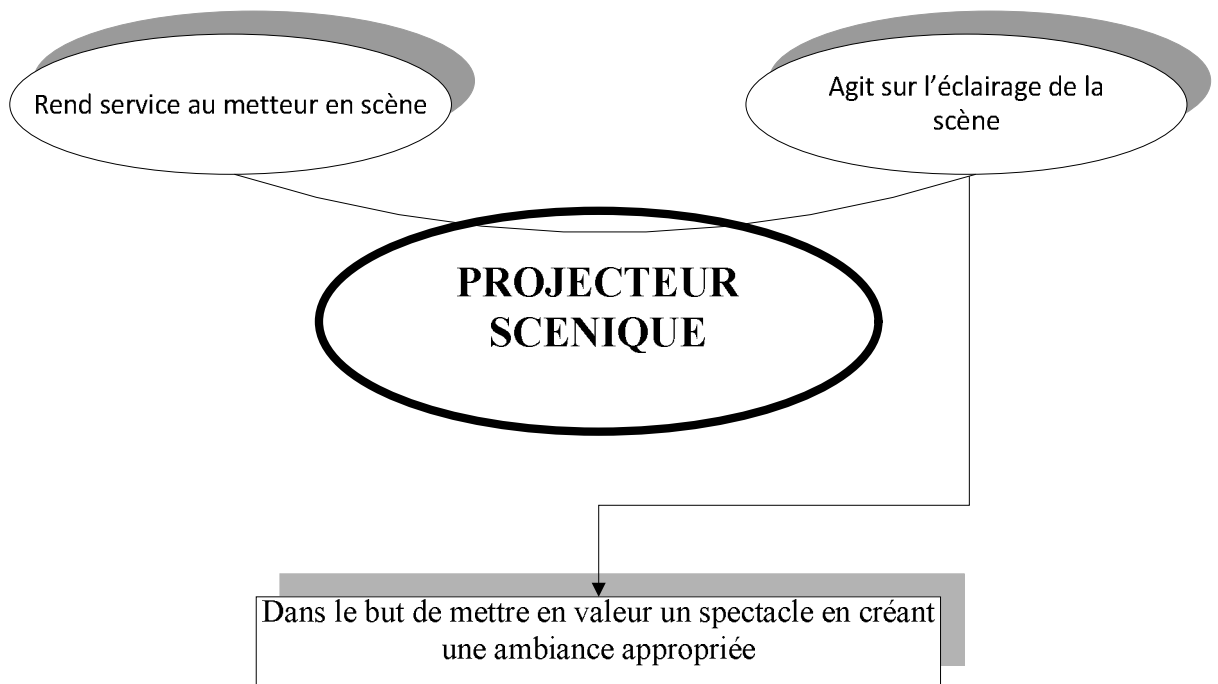 Rend service au metteur en scène
Agit sur l’éclairage de la
scène
PROJECTEUR
SCENIQUE
Dans le but de mettre en valeur un spectacle en créant
une ambiance appropriée